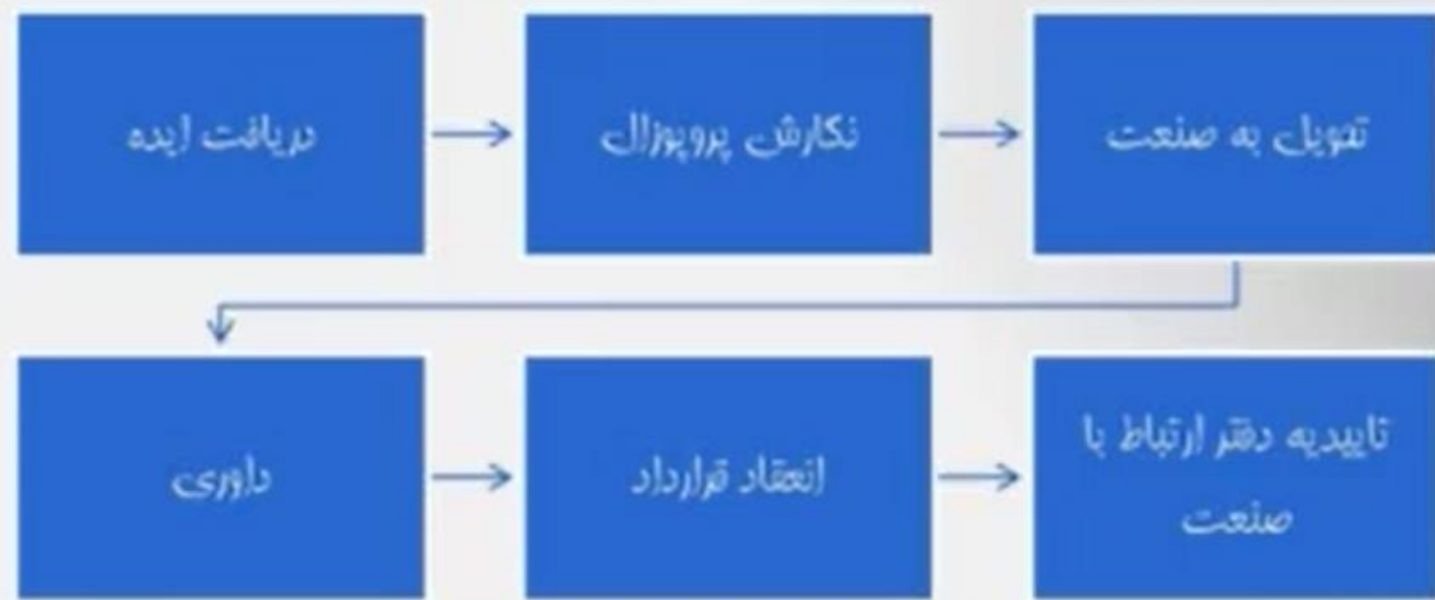 دریافت ایده
نگارش پروپوزال
تحویل به صنعت
داوری
انعقاد قرارداد
تاییدیه دفتر ارتباط با
صنعت